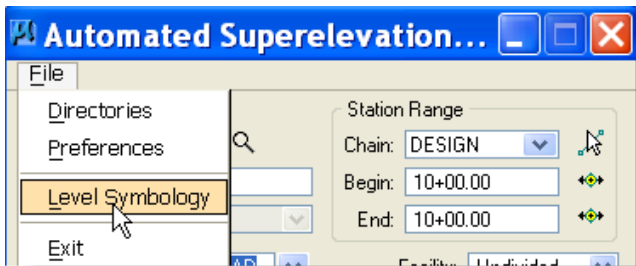 Automated Superelevation...
File
Directories
Preferences
Level Symbology
Exit
Station Range
Chain: DESIGN
Begin: 10+00.00
End: 10+00.00
Facility: Undivided